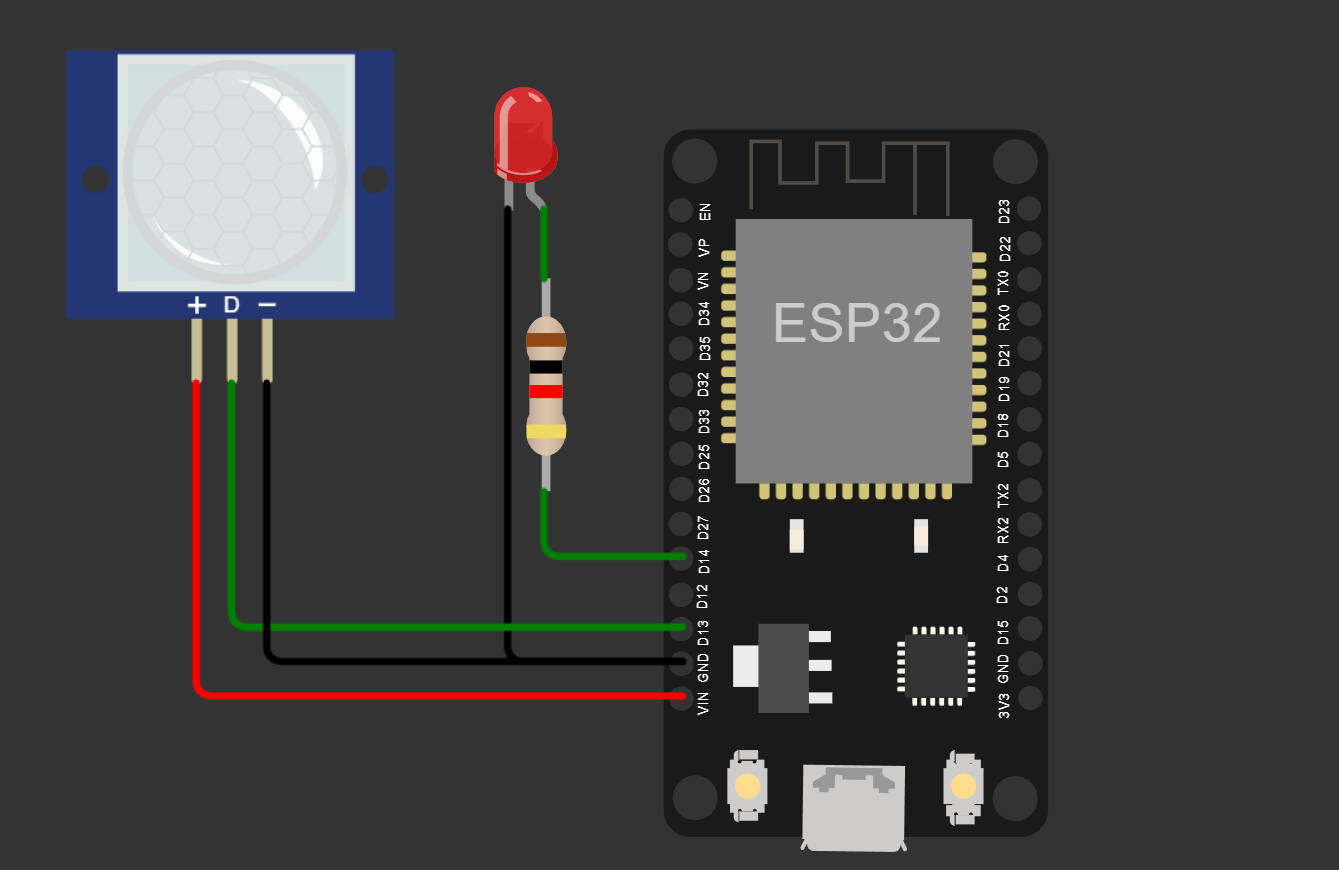 + D −
ESP32
EN
VP
VN
D34
D35
D32
D33
D25
D26
D27
D14
D12
D13
GND
VIN
D23
D22
TX0
RX0
D21
D19
D18
D5
TX2
RX2
D4
D2
D15
GND
3V3